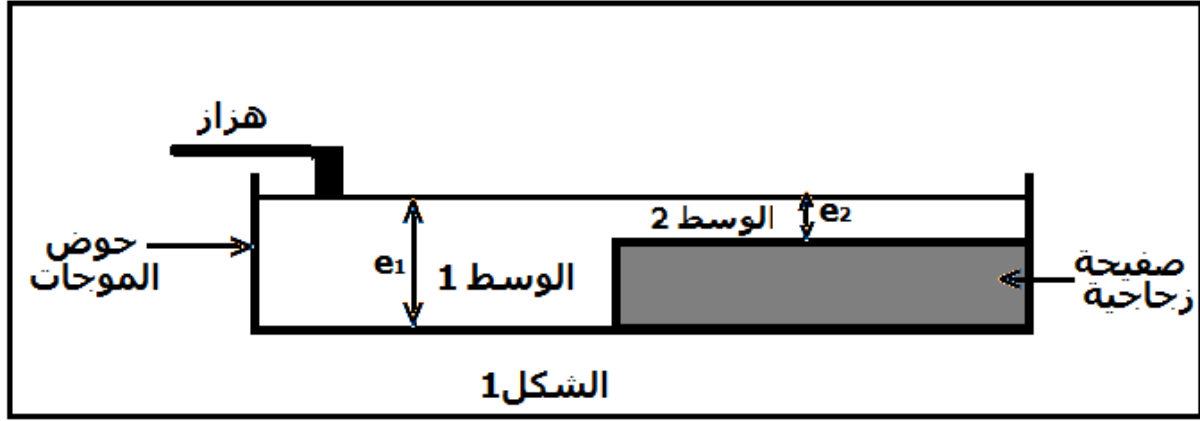 هزاز
الوسط 2
e2
حوض
الموجات
e1
الوسط 1
صفيحة
زجاجية
الشكل1